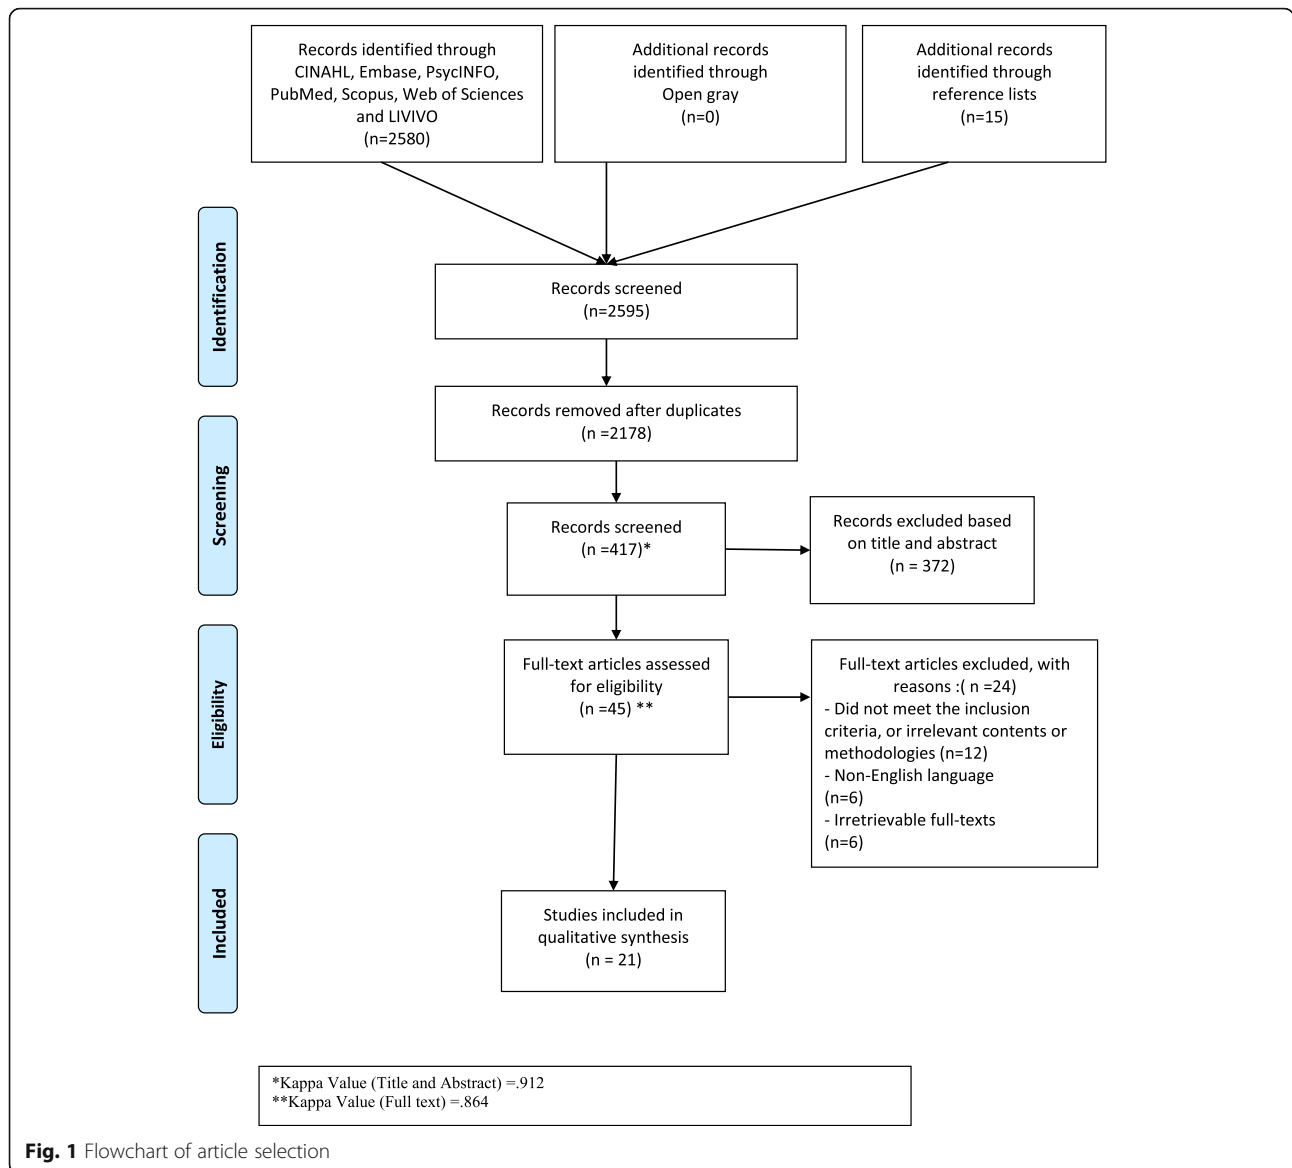 Records identified through
CINAHL, Embase, PsycINFO,
PubMed, Scopus, Web of Sciences
and LIVIVO
(n=2580)
Additional records
identified through
Open gray
(n=0)
Additional records
identified through
reference lists
(n=15)
Identification
Records screened
(n=2595)
Records removed after duplicates
(n =2178)
Screening
Records screened
(n =417)*
Records excluded based
on title and abstract
(n = 372)
Eligibility
Full-text articles assessed
for eligibility
(n =45) **
Full-text articles excluded, with
reasons :( n =24)
- Did not meet the inclusion
criteria, or irrelevant contents or
methodologies (n=12)
- Non-English language
(n=6)
- Irretrievable full-texts
(n=6)
Included
Studies included in
qualitative synthesis
(n = 21)
*Kappa Value (Title and Abstract) =.912
**Kappa Value (Full text) =.864
Fig. 1 Flowchart of article selection